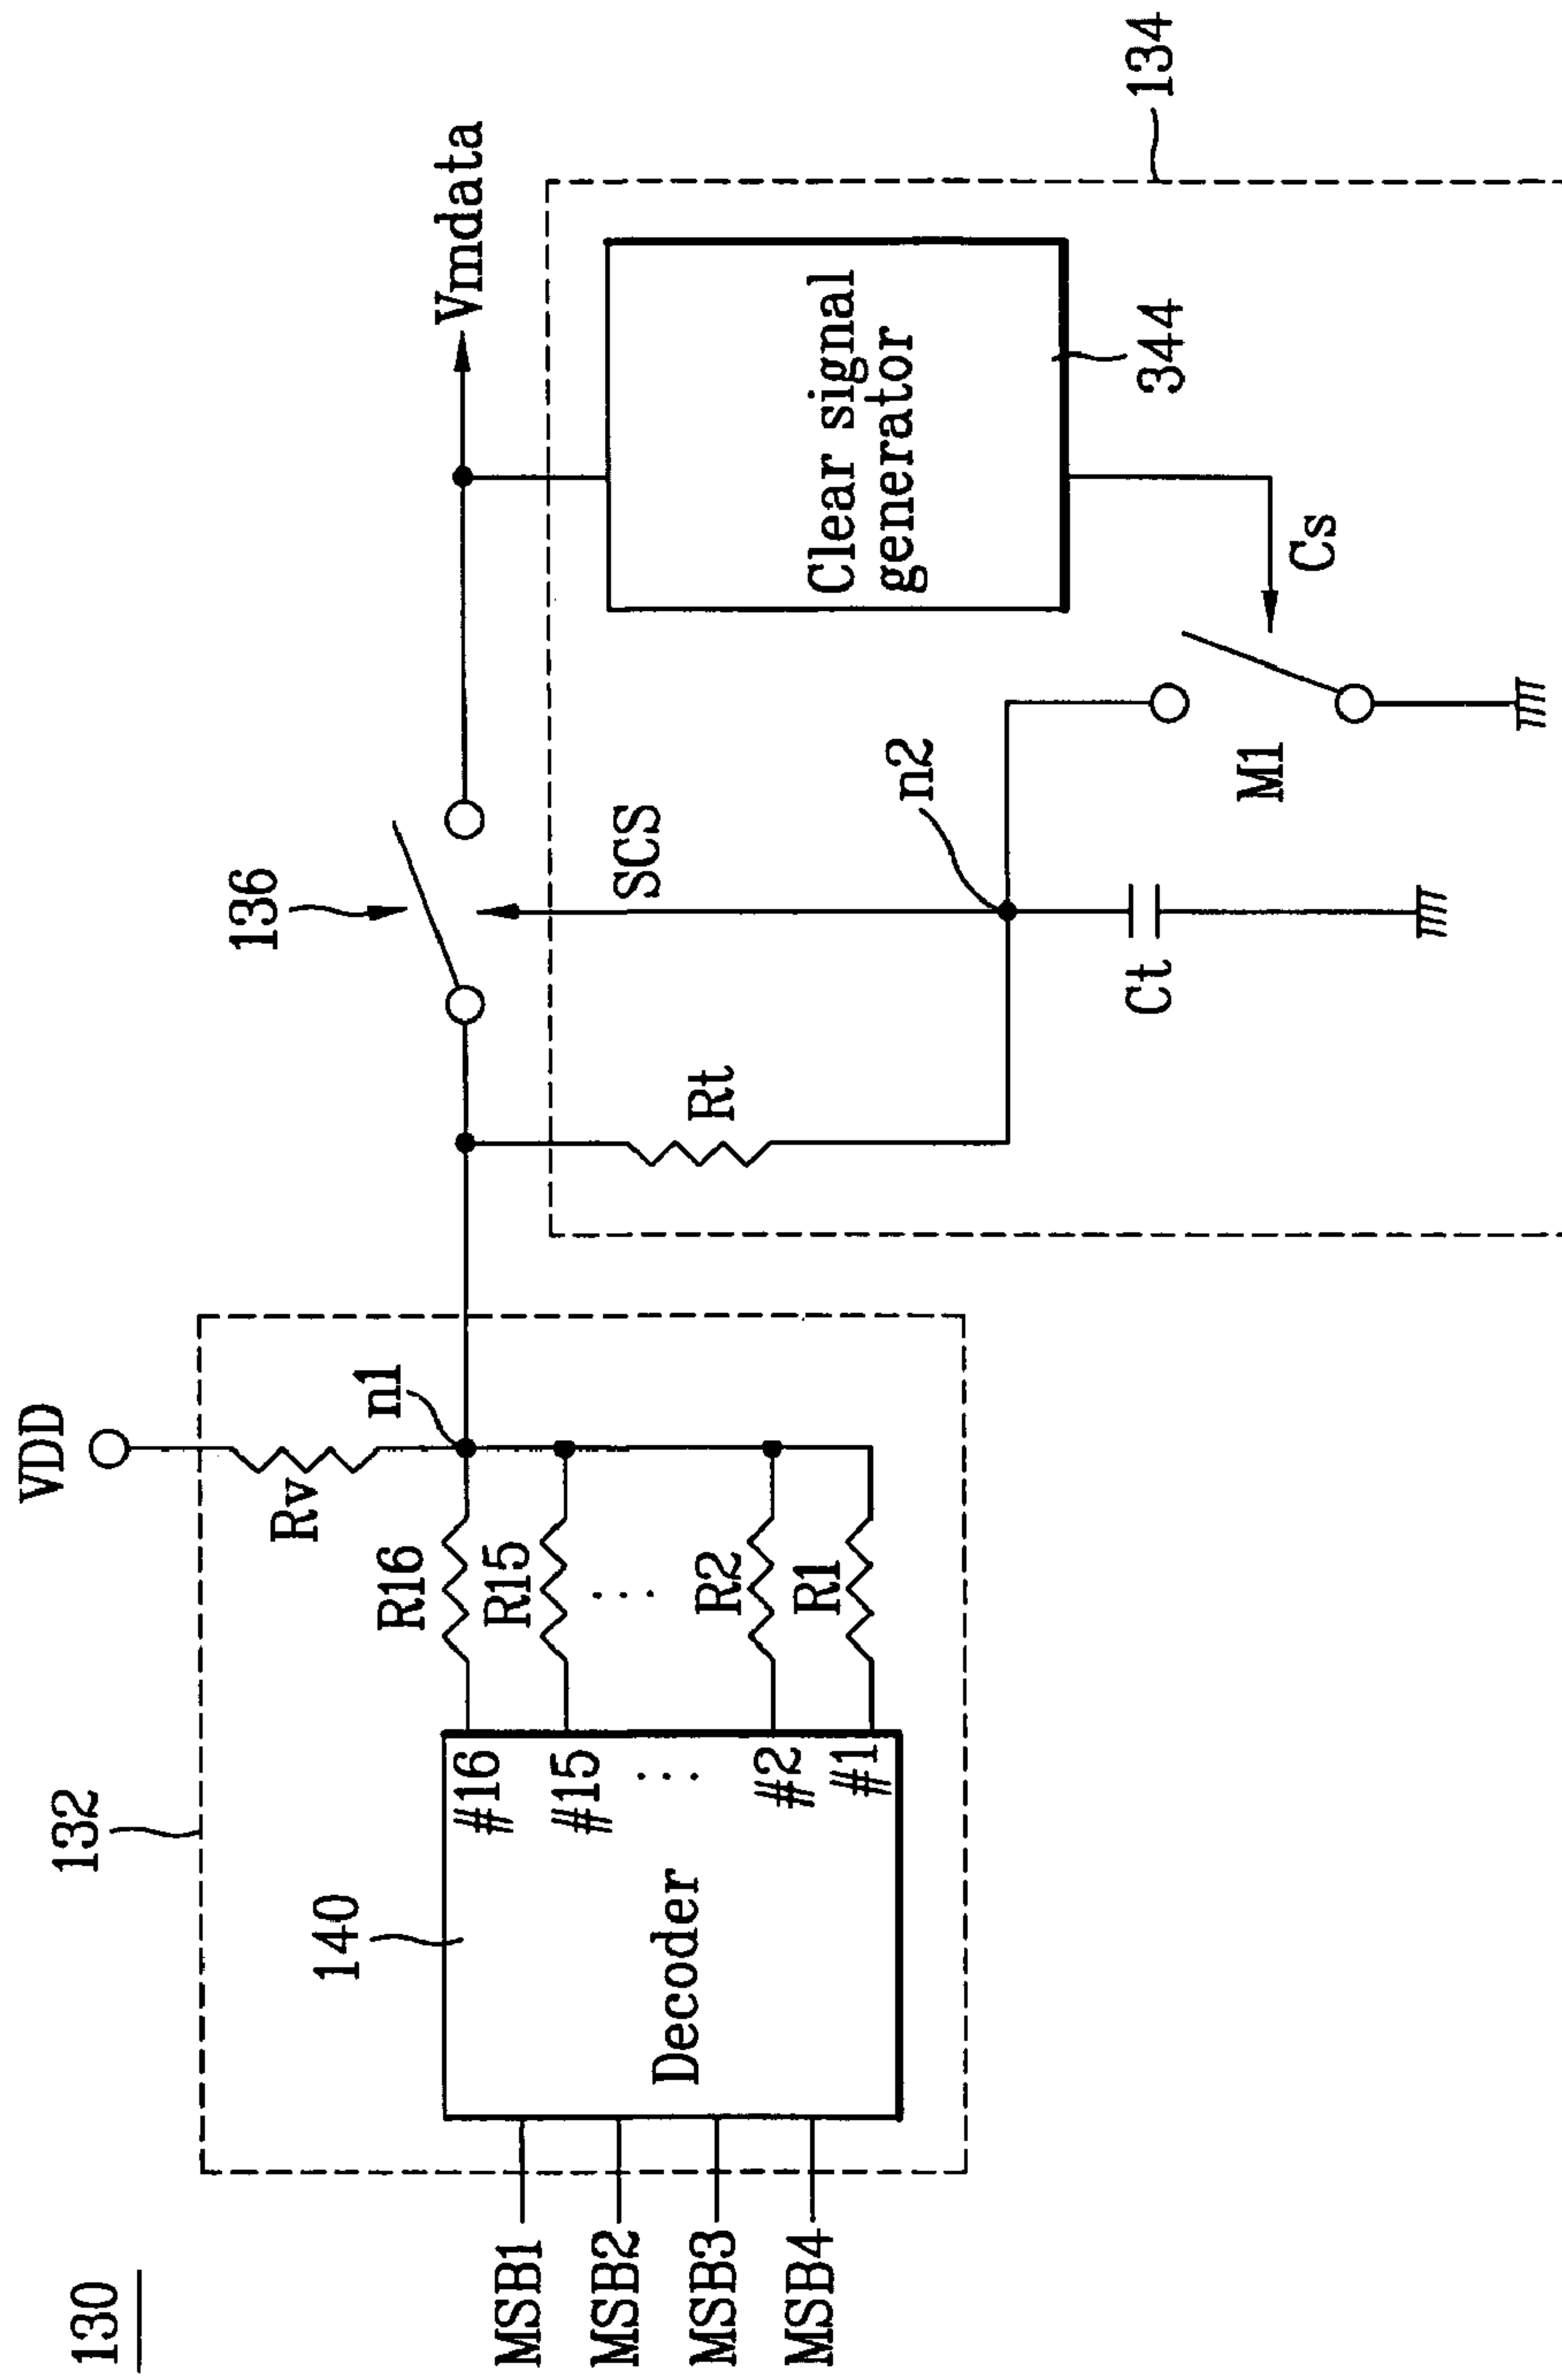 130
MSB1
MSB2
MSB3
MSB4
132
140
Decoder
#16
#15
#2
#1
VDD
Rv
n1
R16
R15
R2
R1
136
Vmdata
Rt
SCS
n2
Ct
M1
Cs
Clear signal
generator
344
134